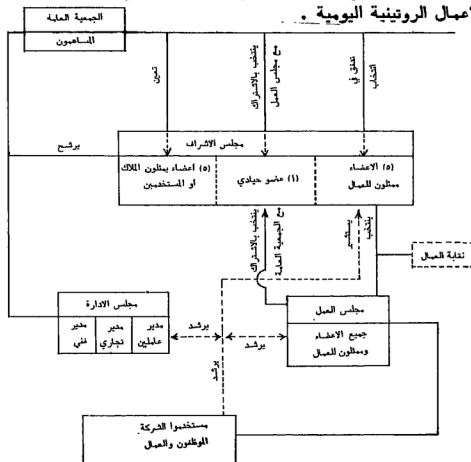 عمال الروتينية اليومية .
الجمعية العامة
المساهمون
تعين
ينتخب بالاشتراك
مع مجلس العمل
تتفق في
انتخاب
يرشح
مجلس الاشراف
(٥) اعضاء يمثلون الملاك
او المستخدمين
(١) عضو حيادي
(٥) الاعضاء
ممثلون للعمال
ينتخب بالاشتراك
مع الجمعية العامة
ينتخب
نقابة العمال
مجلس الادارة
مدير
فني
مدير
تجاري
مدير
عاملين
يرشد
يرشد
يرشد
مجلس العمل
جميع الاعضاء
وممثلون للعمال
مستخدموا الشركة
الموظفون والعمال